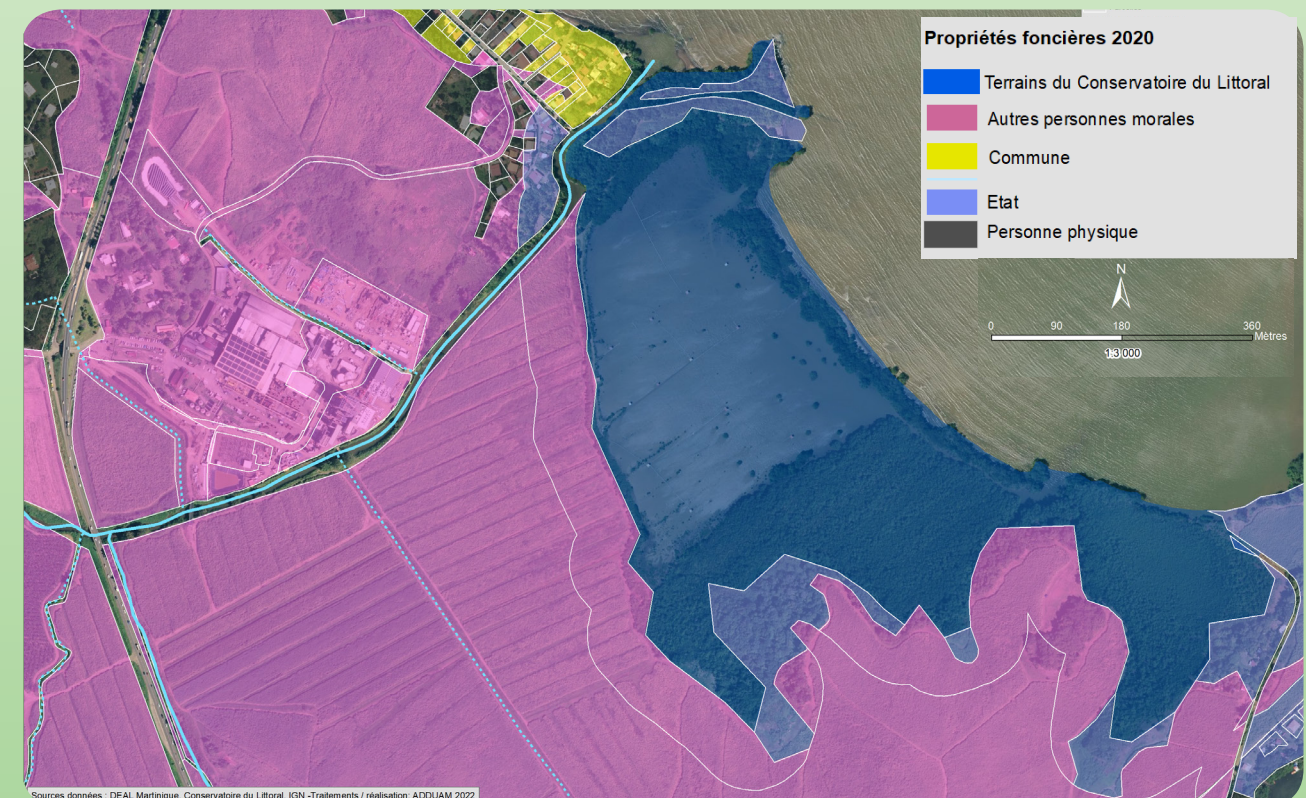 Propriétés foncières 2020
Terrains du Conservatoire du Littoral
Autres personnes morales
Commune
Etat
Personne physique
N
0 90 180 360
Mètres
1:3 000
Sources données : DEAL Martinique, Conservatoire du Littoral, IGN -Traitements / réalisation: ADDUAM 2022